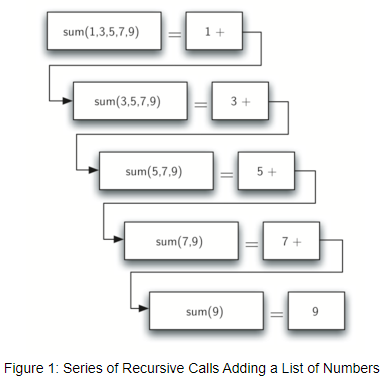 sum(1,3,5,7,9) = 1 +
sum(3,5,7,9) = 3 +
sum(5,7,9) = 5 +
sum(7,9) = 7 +
sum(9) = 9
Figure 1: Series of Recursive Calls Adding a List of Numbers